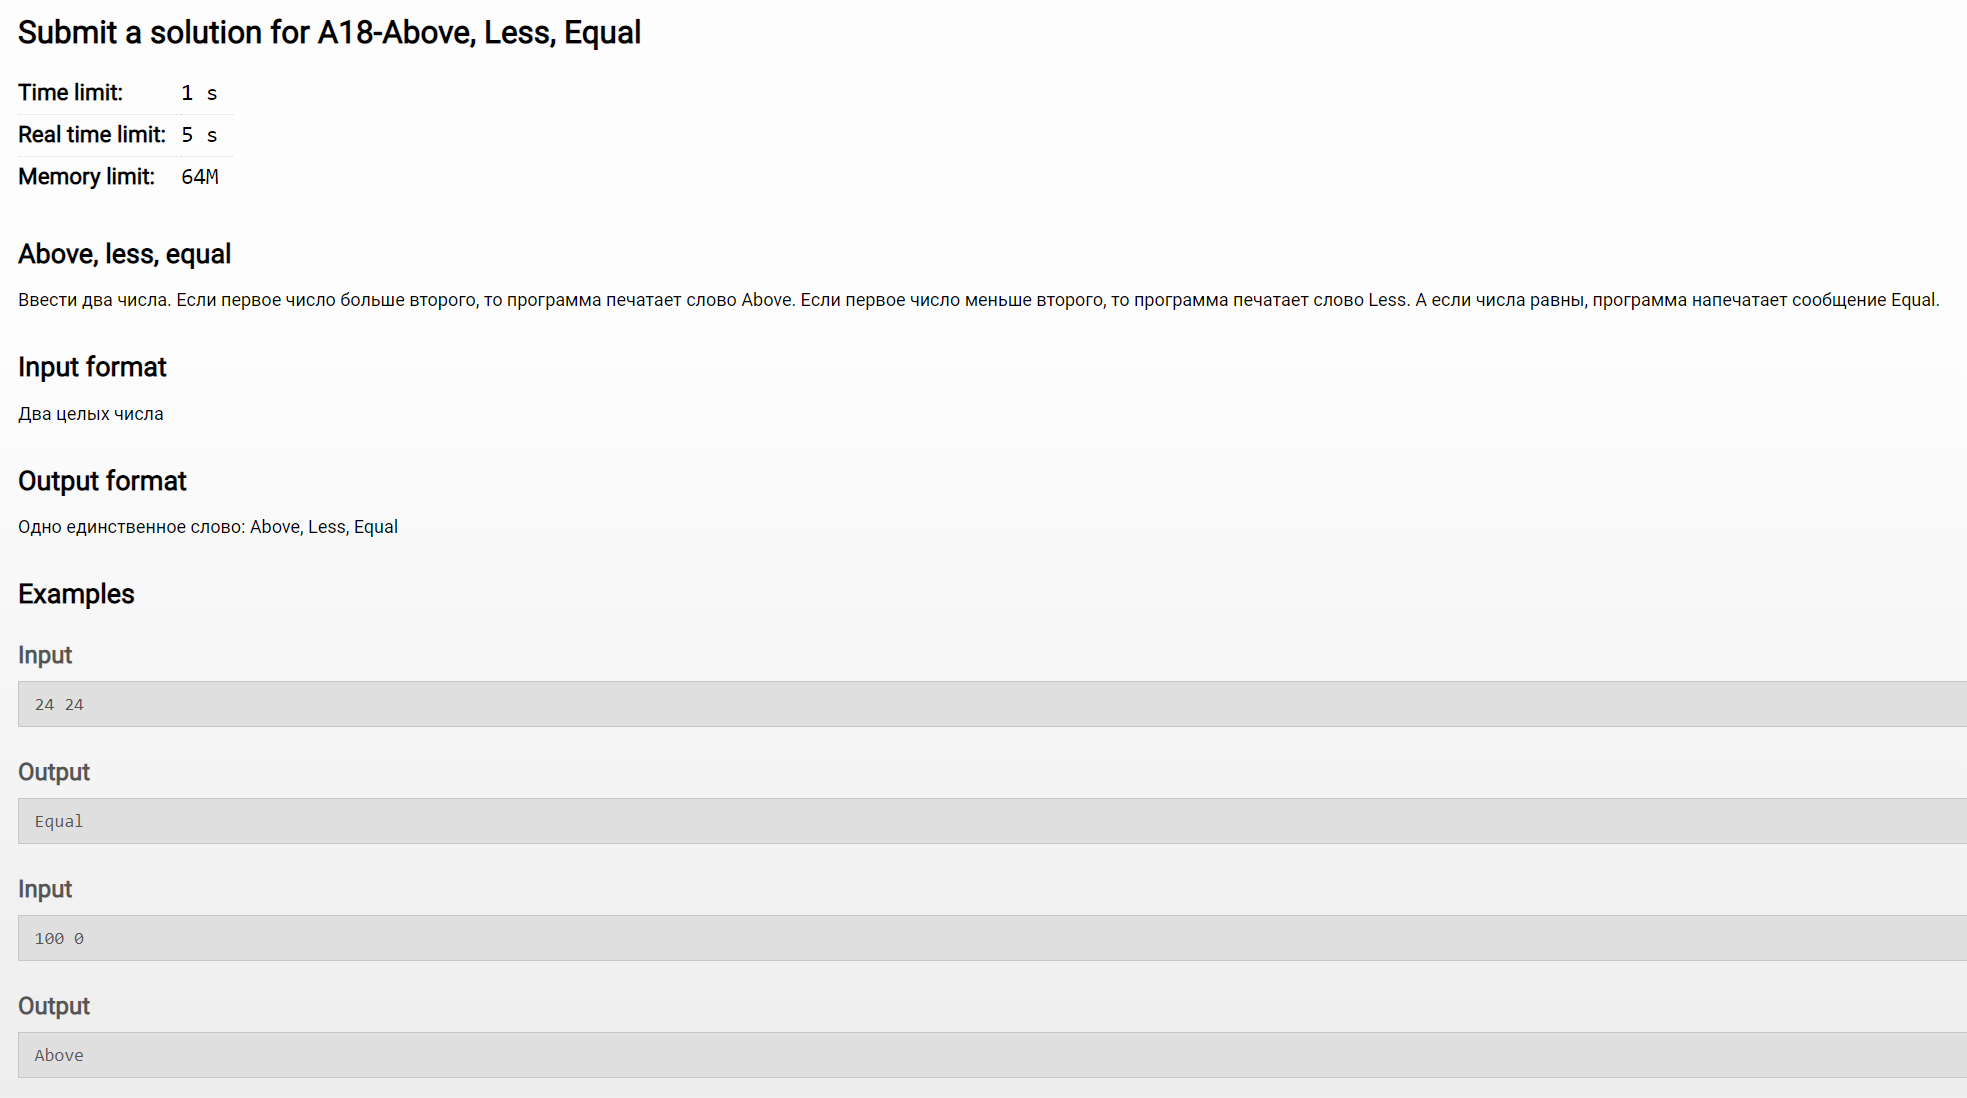 Submit a solution for A18-Above, Less, Equal
Time limit: 1 s
Real time limit: 5 s
Memory limit: 64M
Above, less, equal
Ввести два числа. Если первое число больше второго, то программа печатает слово Above. Если первое число меньше второго, то программа печатает слово Less. А если числа равны, программа напечатает сообщение Equal.
Input format
Два целых числа
Output format
Одно единственное слово: Above, Less, Equal
Examples
Input
24 24
Output
Equal
Input
100 0
Output
Above